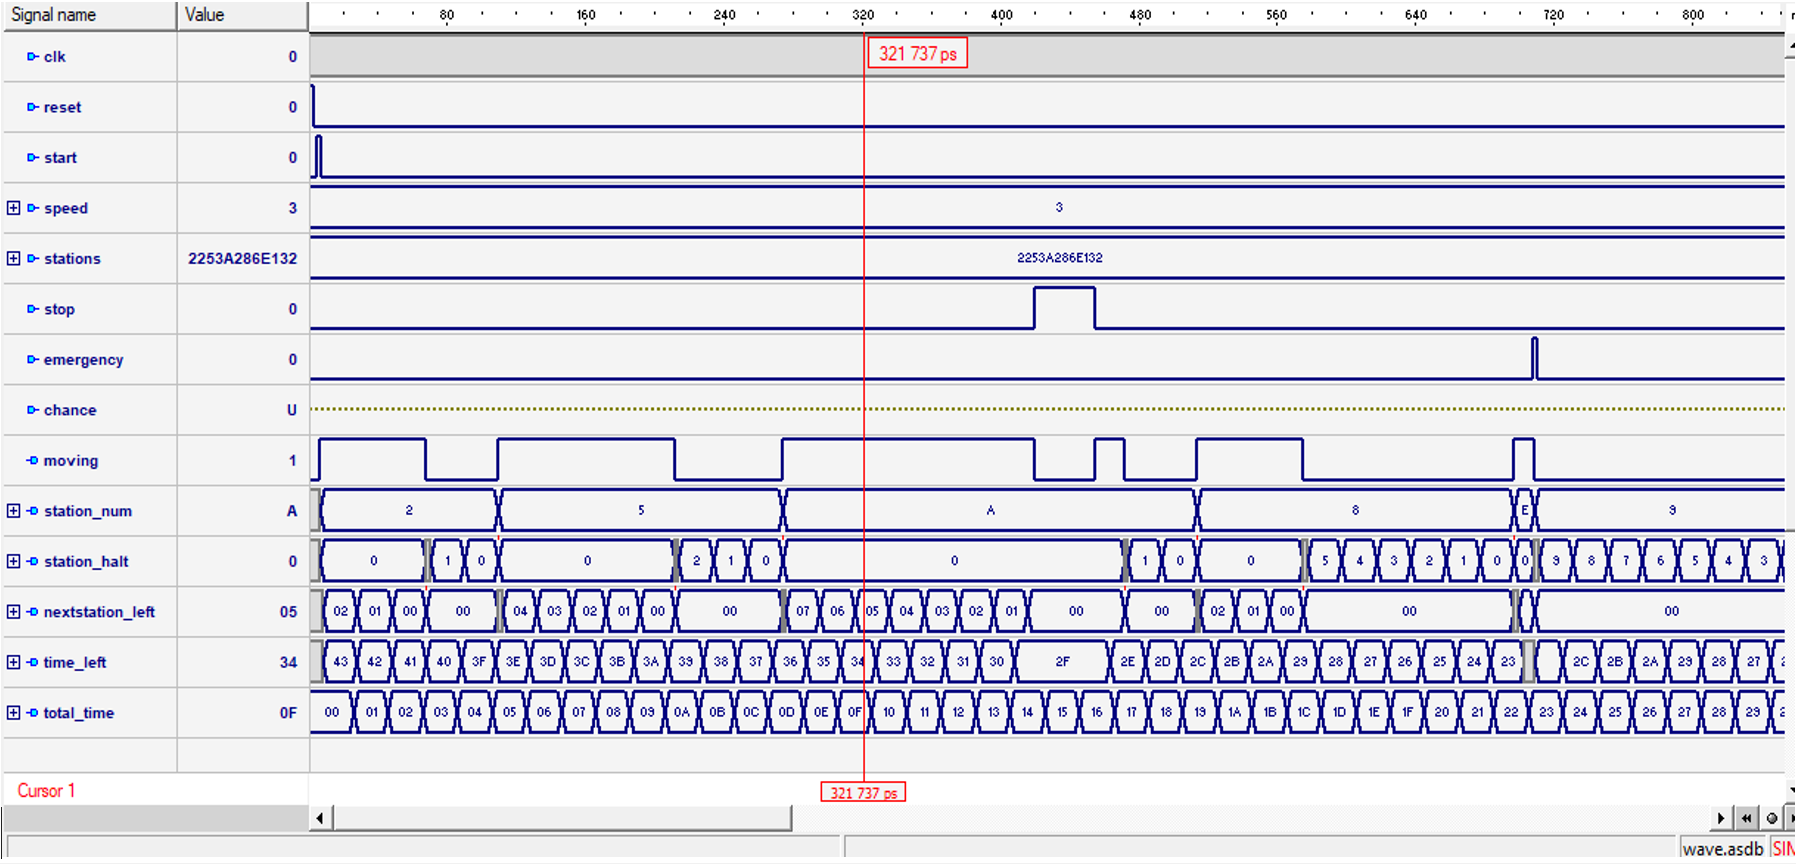 Signal name Value 80 160 240 320 400 480 560 640 720 800
321 737 ps
clk 0
reset 0
start 0
speed 3 3
stations 2253A286E132 2253A286E132
stop 0
emergency 0
chance U
moving 1
station_num A 2 5 A 8 E 9
station_halt 0 0 1 0 0 2 1 0 0 1 0 0 5 4 3 2 1 0 0 9 8 7 6 5 4 3
nextstation_left 05 02 01 00 00 04 03 02 01 00 00 07 06 05 04 03 02 01 00 00 02 01 00 00 00
time_left 34 43 42 41 40 3F 3E 3D 3C 3B 3A 39 38 37 36 35 34 33 32 31 30 2F 2E 2D 2C 2B 2A 29 28 27 26 25 24 23 2C 2B 2A 29 28 27
total_time 0F 00 01 02 03 04 05 06 07 08 09 0A 0B 0C 0D 0E 0F 10 11 12 13 14 15 16 17 18 19 1A 1B 1C 1D 1E 1F 20 21 22 23 24 25 26 27 28 29
Cursor 1 321 737 ps
wave.asdb SIM